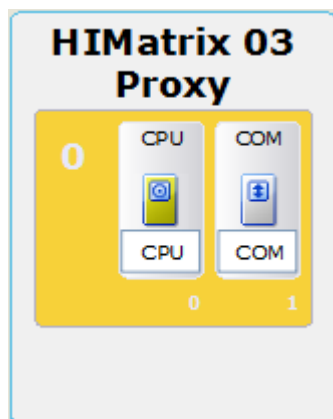 HIMatrix 03
Proxy
0
CPU COM
CPU COM
0 1